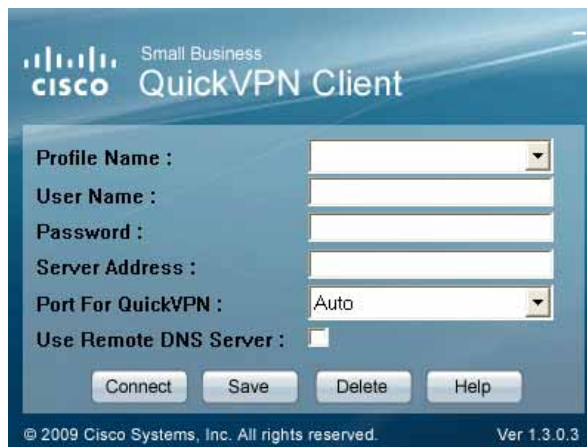 Small Business
CISCO QuickVPN Client
Profile Name :
User Name :
Password :
Server Address :
Port For QuickVPN : Auto
Use Remote DNS Server :
Connect Save Delete Help
© 2009 Cisco Systems, Inc. All rights reserved. Ver 1.3.0.3